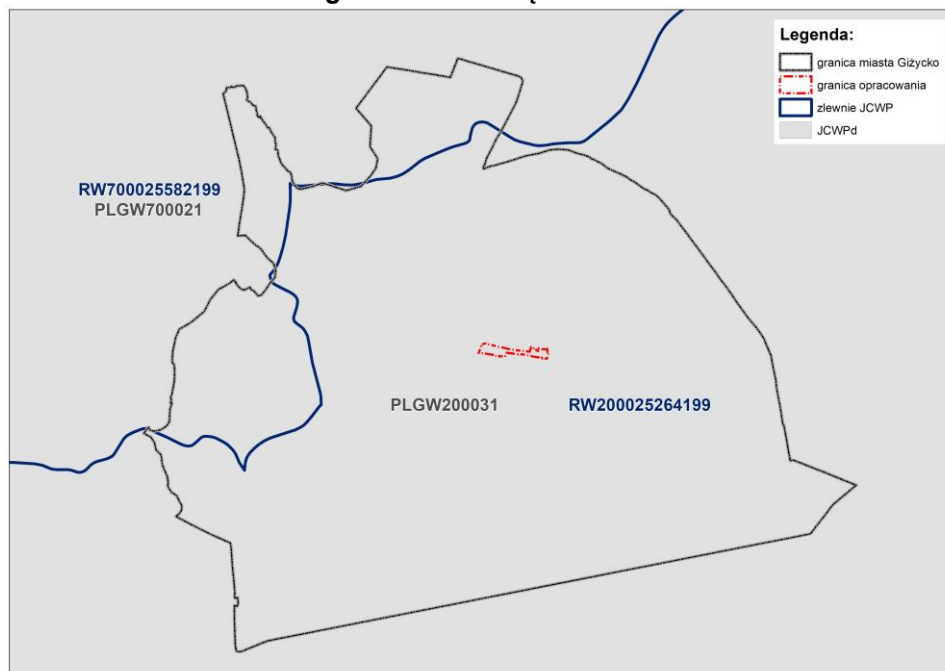 Legenda:
granica miasta Giżycko
granica opracowania
zlewnie JCWP
JCWPd
RW700025582199
PLGW700021
PLGW200031
RW200025264199